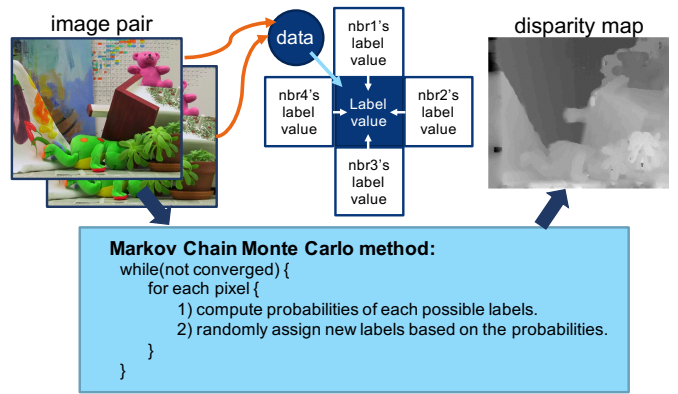 image pair
data
nbr1's
label
value
disparity map
nbr4's
label
value
Label
value
nbr2's
label
value
nbr3's
label
value
Markov Chain Monte Carlo method:
while(not converged) {
for each pixel {
1) compute probabilities of each possible labels.
2) randomly assign new labels based on the probabilities.
}
}